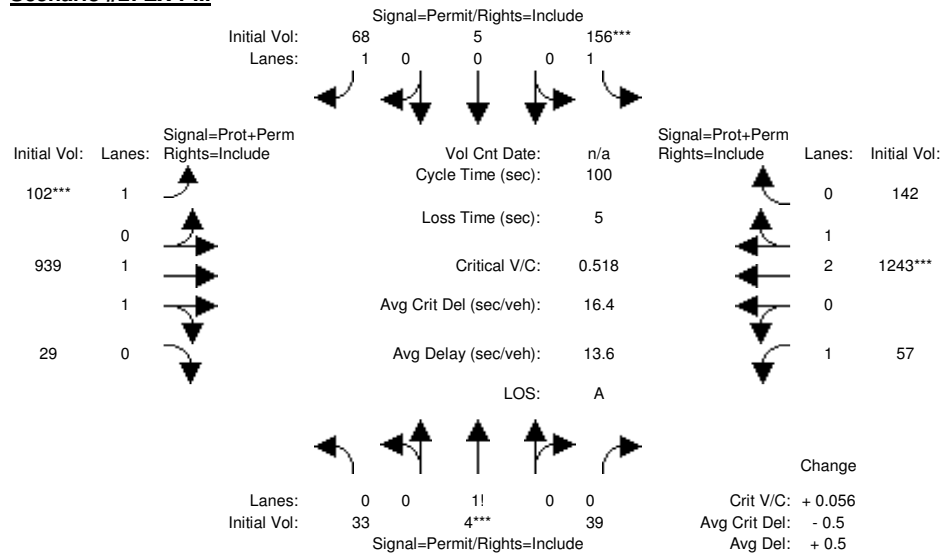 Signal=Permit/Rights=Include
Initial Vol: 68 5 156***
Lanes: 1 0 0 0 1
Signal=Prot+Perm Signal=Prot+Perm
Initial Vol: Lanes: Rights=Include Vol Cnt Date: n/a Rights=Include Lanes: Initial Vol:
Cycle Time (sec): 100
102*** 1 0 142
Loss Time (sec): 5
0 1
939 1 Critical V/C: 0.518 2 1243***
1 Avg Crit Del (sec/veh): 16.4 0
29 0 Avg Delay (sec/veh): 13.6 1 57
LOS: A
Change
Lanes: 0 0 1! 0 0 Crit V/C: + 0.056
Initial Vol: 33 4*** 39 Avg Crit Del: - 0.5
Signal=Permit/Rights=Include Avg Del: + 0.5